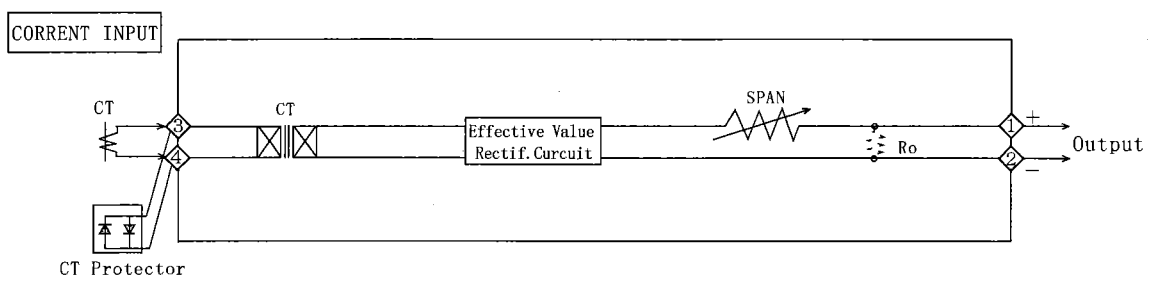 CORRENT INPUT
CT
3
4
CT
Effective Value
Rectif.Curcuit
SPAN
Ro
1
2
+
−
Output
CT Protector